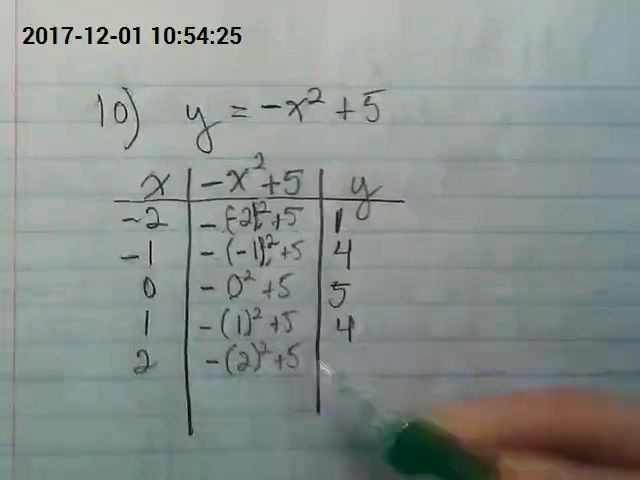 2017-12-01 10:54:25
10) y = -x² + 5
x | -x² + 5 | y
-2 | -(-2)² + 5 | 1
-1 | -(-1)² + 5 | 4
0 | -0² + 5 | 5
1 | -(1)² + 5 | 4
2 | -(2)² + 5 |